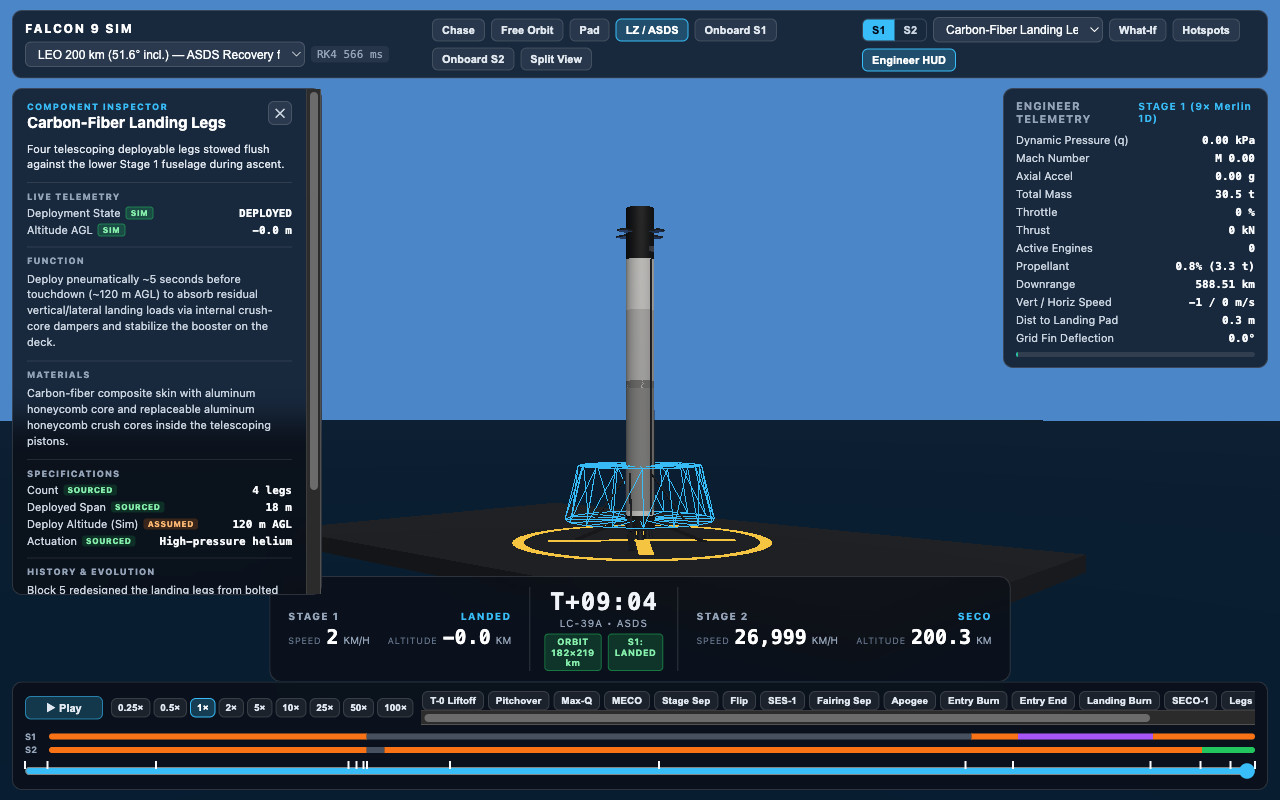 FALCON 9 SIM
LEO 200 km (51.6° incl.) — ASDS Recovery f
RK4 566 ms
Chase
Free Orbit
Pad
LZ / ASDS
Onboard S1
Onboard S2
Split View
S1
S2
Carbon-Fiber Landing Le
What-If
Hotspots
Engineer HUD
COMPONENT INSPECTOR
Carbon-Fiber Landing Legs
Four telescoping deployable legs stowed flush
against the lower Stage 1 fuselage during ascent.
LIVE TELEMETRY
Deployment State SIM DEPLOYED
Altitude AGL SIM −0.0 m
FUNCTION
Deploy pneumatically ~5 seconds before
touchdown (~120 m AGL) to absorb residual
vertical/lateral landing loads via internal crush-
core dampers and stabilize the booster on the
deck.
MATERIALS
Carbon-fiber composite skin with aluminum
honeycomb core and replaceable aluminum
honeycomb crush cores inside the telescoping
pistons.
SPECIFICATIONS
Count SOURCED 4 legs
Deployed Span SOURCED 18 m
Deploy Altitude (Sim) ASSUMED 120 m AGL
Actuation SOURCED High-pressure helium
HISTORY & EVOLUTION
Block 5 redesigned the landing legs from bolted
ENGINEER
TELEMETRY
STAGE 1 (9× Merlin
1D)
Dynamic Pressure (q) 0.00 kPa
Mach Number M 0.00
Axial Accel 0.00 g
Total Mass 30.5 t
Throttle 0 %
Thrust 0 kN
Active Engines 0
Propellant 0.8% (3.3 t)
Downrange 588.51 km
Vert / Horiz Speed −1 / 0 m/s
Dist to Landing Pad 0.3 m
Grid Fin Deflection 0.0°
STAGE 1 LANDED
SPEED 2 KM/H ALTITUDE −0.0 KM
T+09:04
LC-39A • ASDS
ORBIT
182×219
km
S1:
LANDED
STAGE 2 SECO
SPEED 26,999 KM/H ALTITUDE 200.3 KM
Play
0.25×
0.5×
1×
2×
5×
10×
25×
50×
100×
T-0 Liftoff
Pitchover
Max-Q
MECO
Stage Sep
Flip
SES-1
Fairing Sep
Apogee
Entry Burn
Entry End
Landing Burn
SECO-1
Legs
S1
S2